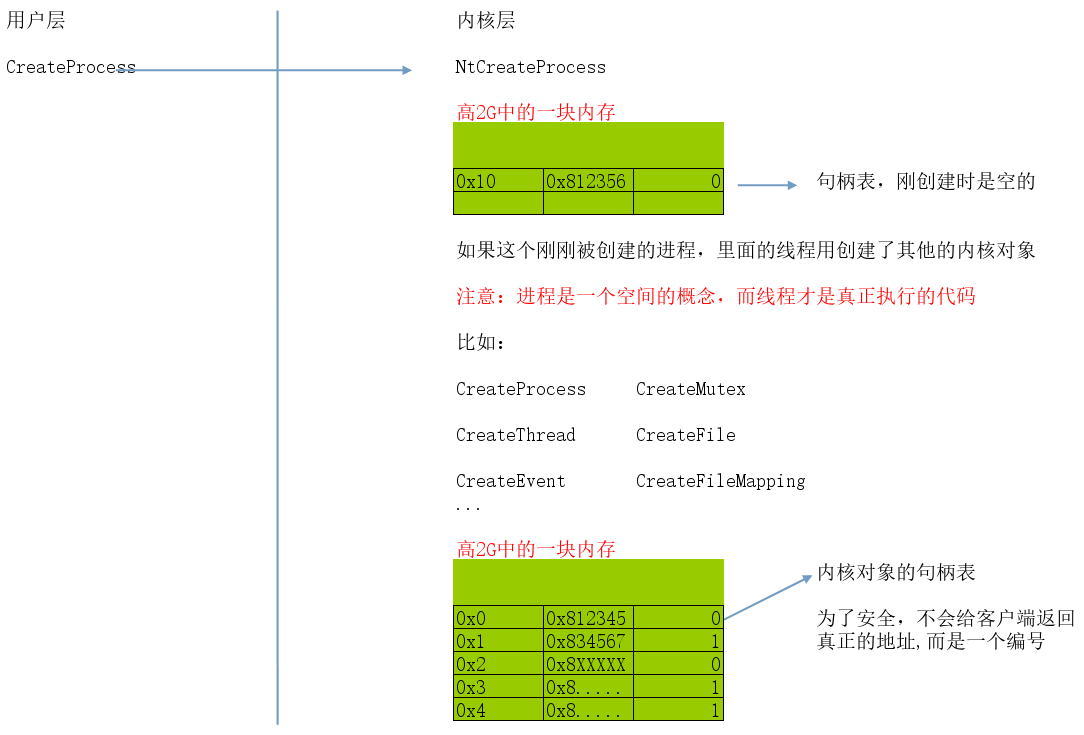 用户层 内核层
CreateProcess NtCreateProcess
高2G中的一块内存
0x10 0x812356 0 句柄表，刚创建时是空的
如果这个刚刚被创建的进程，里面的线程用创建了其他的内核对象
注意：进程是一个空间的概念，而线程才是真正执行的代码
比如：
CreateProcess CreateMutex
CreateThread CreateFile
CreateEvent CreateFileMapping
...
高2G中的一块内存
内核对象的句柄表
0x0 0x812345 0 为了安全，不会给客户端返回
0x1 0x834567 1 真正的地址,而是一个编号
0x2 0x8XXXXX 0
0x3 0x8..... 1
0x4 0x8..... 1